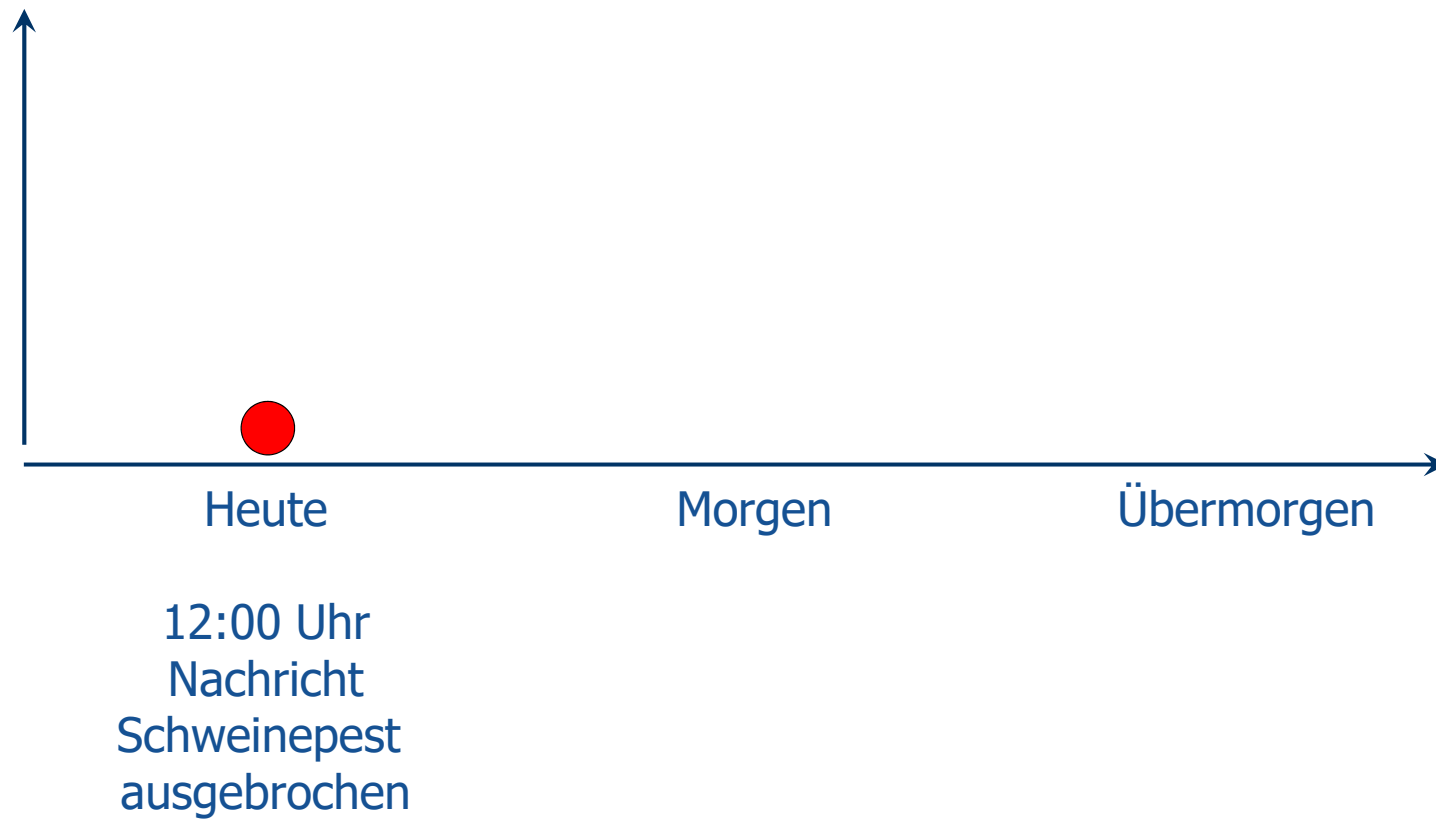 Heute Morgen Übermorgen
12:00 Uhr
Nachricht
Schweinepest
ausgebrochen